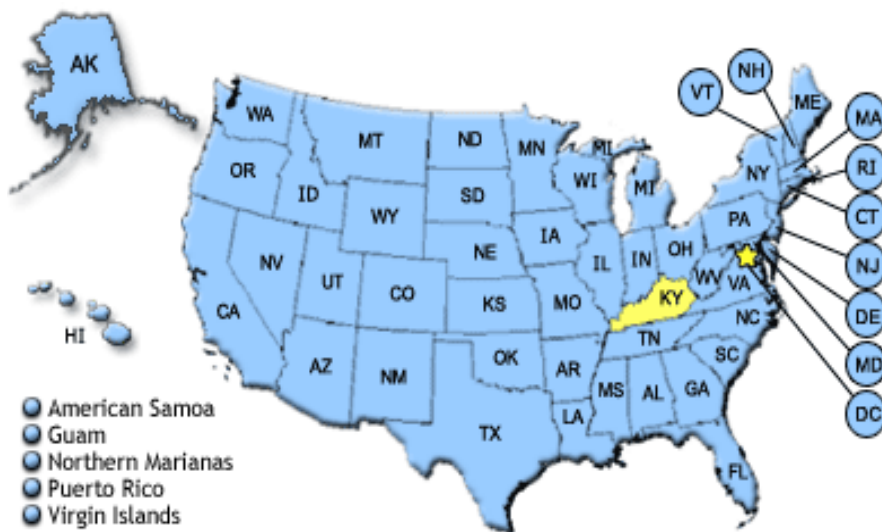 AK
WA
MT
ND
MN
MI
VT
NH
ME
MA
OR
ID
SD
WI
MI
NY
RI
WY
IA
PA
CT
NV
UT
NE
IL
IN
OH
WV
VA
NJ
CA
CO
KS
MO
KY
DE
HI
AZ
NM
OK
AR
TN
NC
SC
MD
TX
LA
MS
AL
GA
DC
FL
American Samoa
Guam
Northern Marianas
Puerto Rico
Virgin Islands